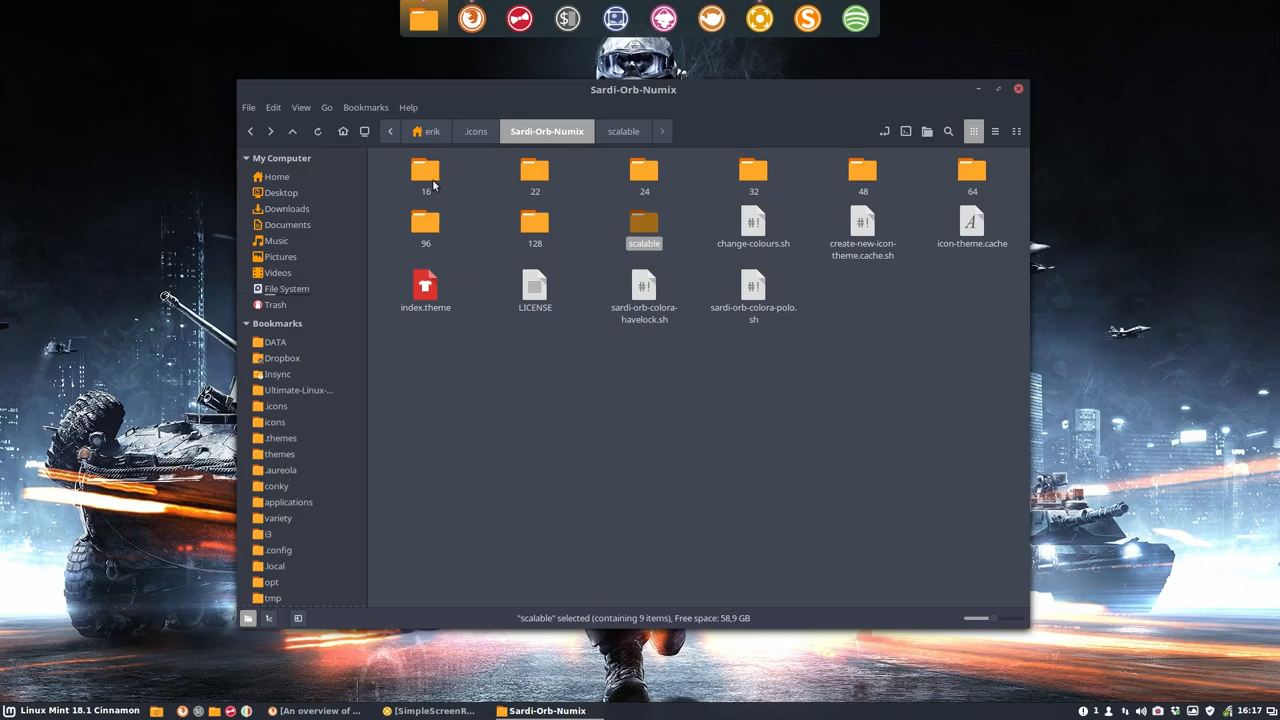 Sardi-Orb-Numix
File Edit View Go Bookmarks Help
erik .icons Sardi-Orb-Numix scalable
My Computer
Home
Desktop
Downloads
Documents
Music
Pictures
Videos
File System
Trash
Bookmarks
DATA
Dropbox
Insync
Ultimate-Linux-...
.icons
icons
.themes
themes
.aureola
conky
applications
variety
i3
.config
.local
opt
tmp
16 22 24 32 48 64
96 128 scalable change-colours.sh create-new-icon-theme.cache.sh icon-theme.cache
index.theme LICENSE sardi-orb-colora-havelock.sh sardi-orb-colora-polo.sh
"scalable" selected (containing 9 items), Free space: 58,9 GB
Linux Mint 18.1 Cinnamon [An overview of ... [SimpleScreenR... Sardi-Orb-Numix 1 16:17